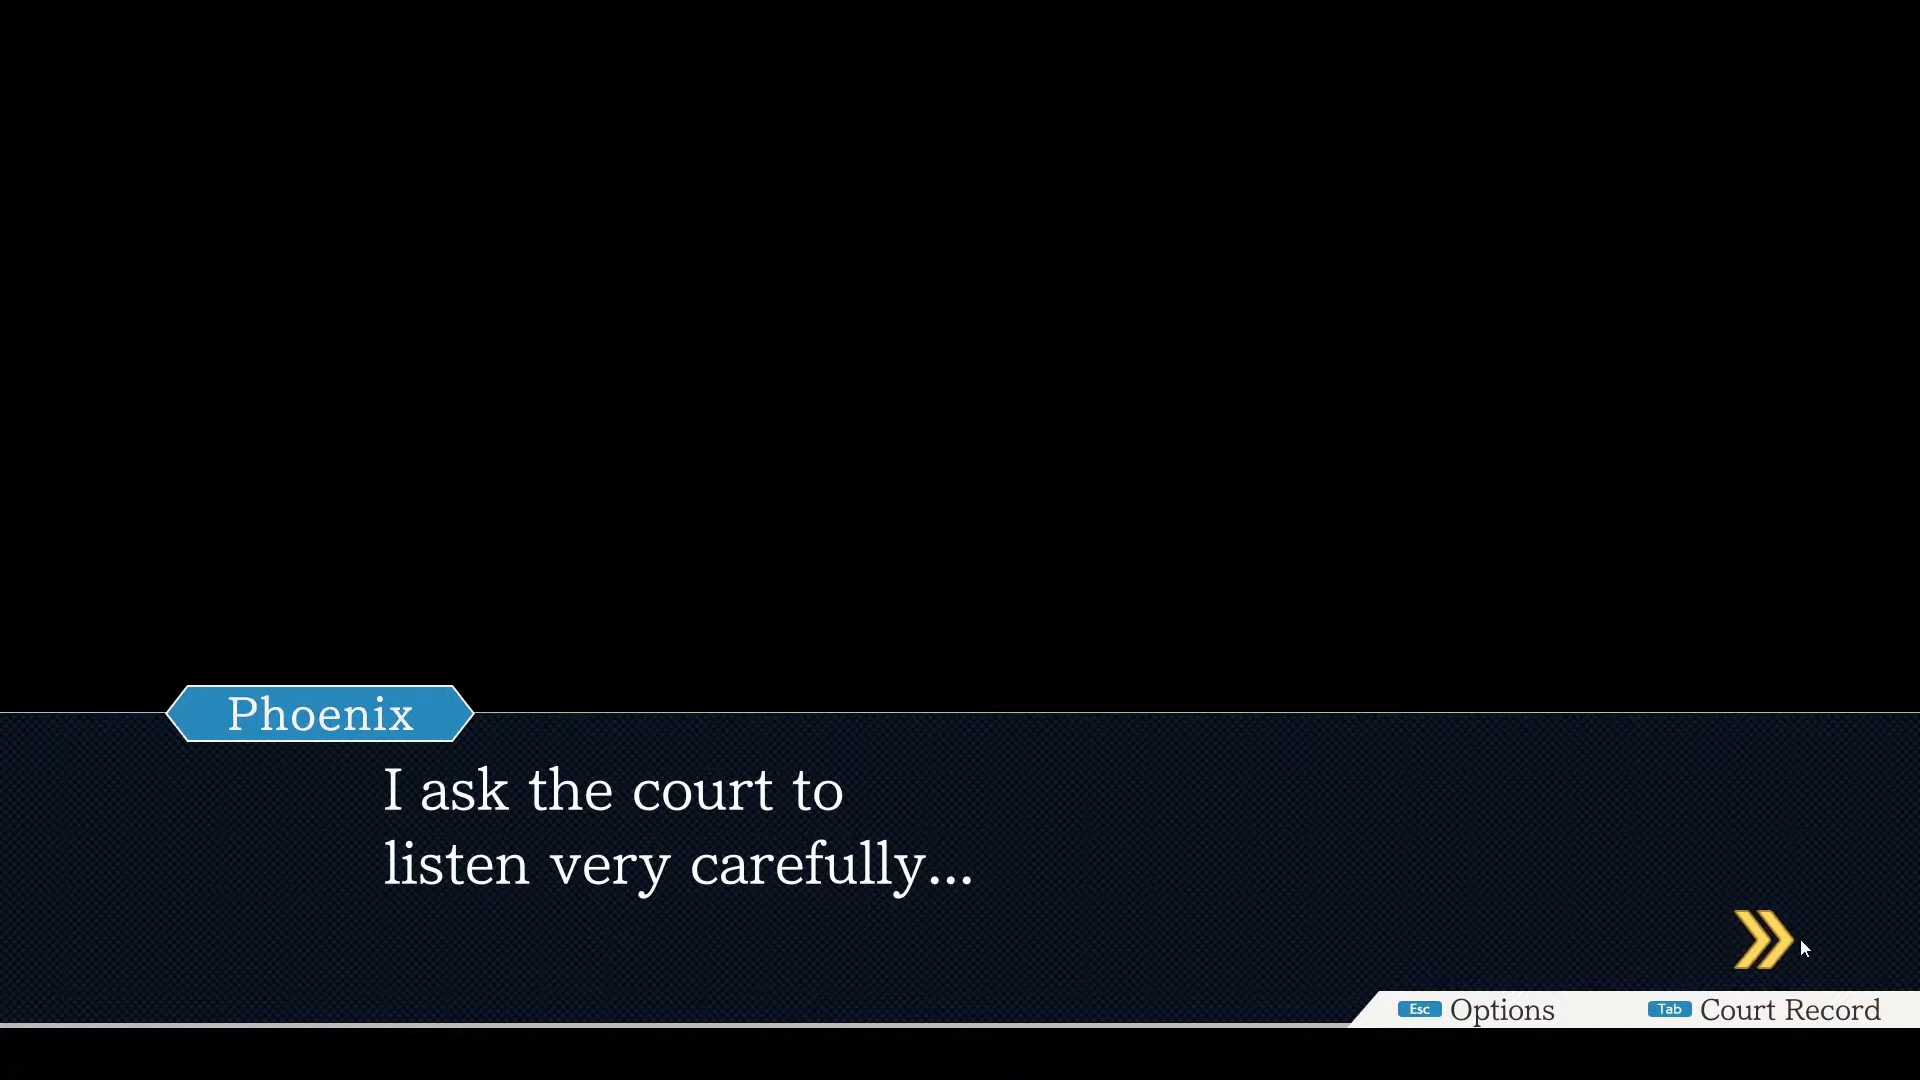 Phoenix
I ask the court to
listen very carefully...
Esc Options Tab Court Record